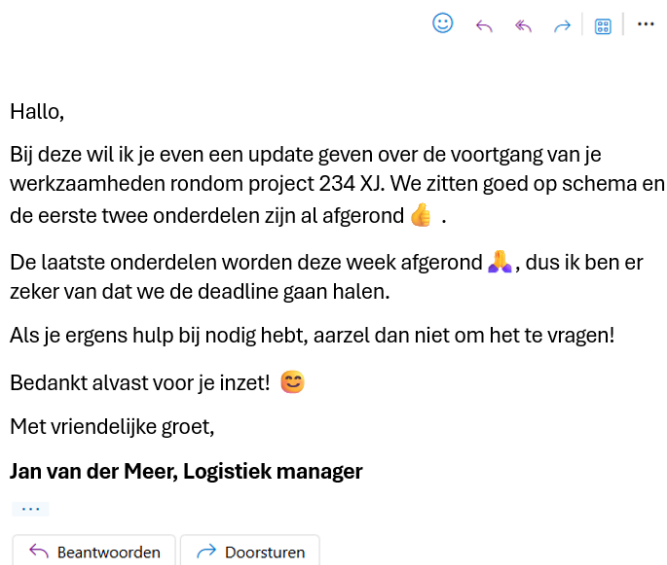 Hallo,
Bij deze wil ik je even een update geven over de voortgang van je
werkzaamheden rondom project 234 XJ. We zitten goed op schema en
de eerste twee onderdelen zijn al afgerond 👍 .
De laatste onderdelen worden deze week afgerond 🙏, dus ik ben er
zeker van dat we de deadline gaan halen.
Als je ergens hulp bij nodig hebt, aarzel dan niet om het te vragen!
Bedankt alvast voor je inzet! 😊
Met vriendelijke groet,
Jan van der Meer, Logistiek manager
...
Beantwoorden Doorsturen